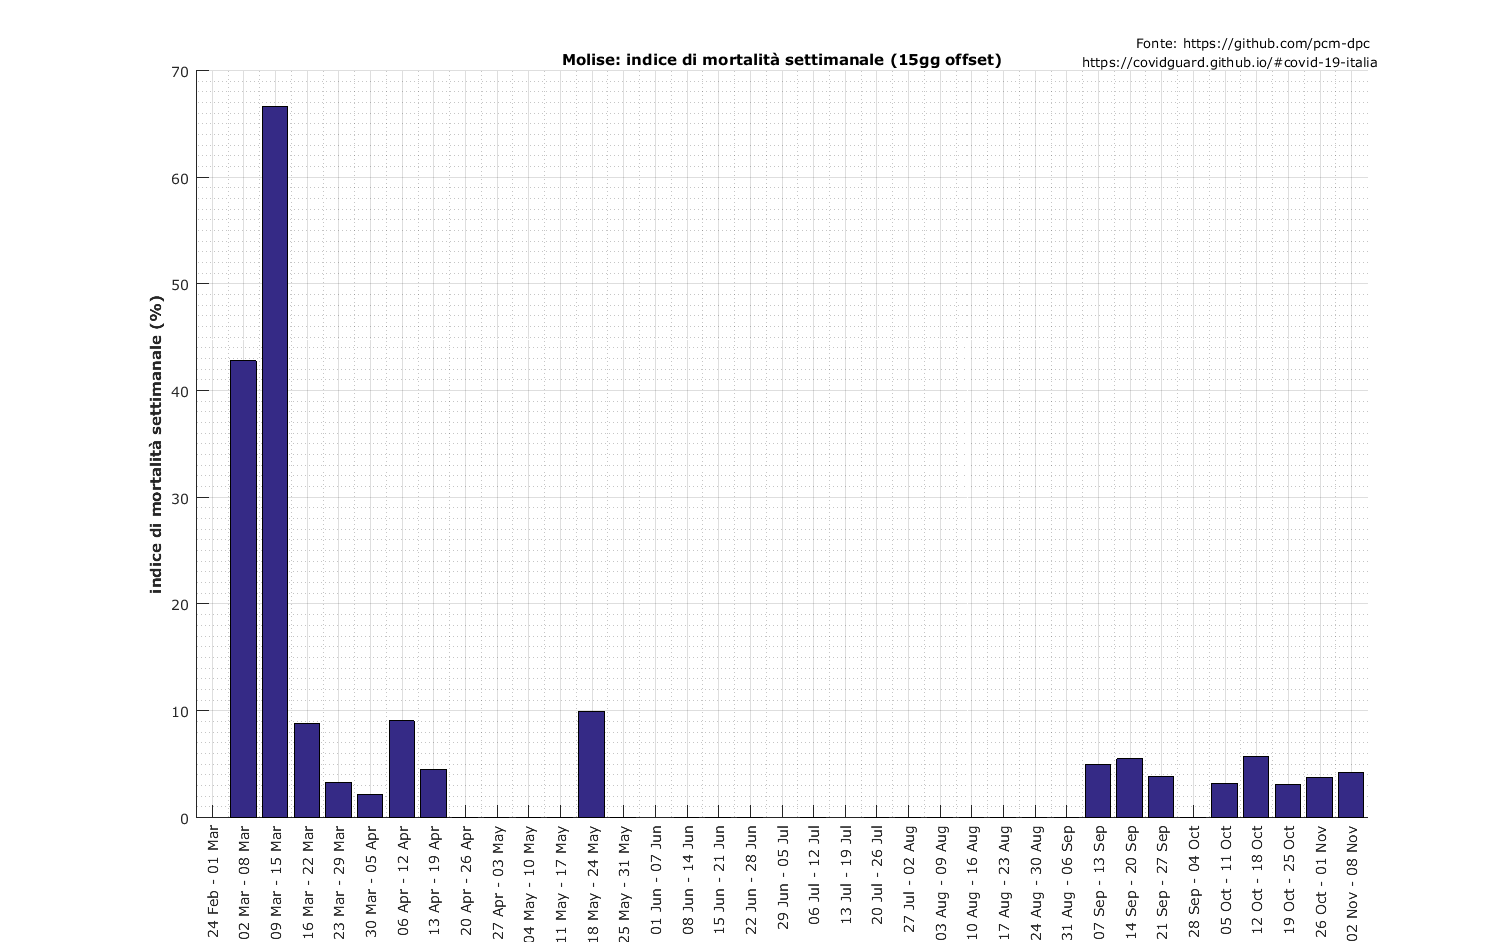 Fonte: https://github.com/pcm-dpc
https://covidguard.github.io/#covid-19-italia
Molise: indice di mortalità settimanale (15gg offset)
indice di mortalità settimanale (%)
70
60
50
40
30
20
10
0
24 Feb - 01 Mar
02 Mar - 08 Mar
09 Mar - 15 Mar
16 Mar - 22 Mar
23 Mar - 29 Mar
30 Mar - 05 Apr
06 Apr - 12 Apr
13 Apr - 19 Apr
20 Apr - 26 Apr
27 Apr - 03 May
04 May - 10 May
11 May - 17 May
18 May - 24 May
25 May - 31 May
01 Jun - 07 Jun
08 Jun - 14 Jun
15 Jun - 21 Jun
22 Jun - 28 Jun
29 Jun - 05 Jul
06 Jul - 12 Jul
13 Jul - 19 Jul
20 Jul - 26 Jul
27 Jul - 02 Aug
03 Aug - 09 Aug
10 Aug - 16 Aug
17 Aug - 23 Aug
24 Aug - 30 Aug
31 Aug - 06 Sep
07 Sep - 13 Sep
14 Sep - 20 Sep
21 Sep - 27 Sep
28 Sep - 04 Oct
05 Oct - 11 Oct
12 Oct - 18 Oct
19 Oct - 25 Oct
26 Oct - 01 Nov
02 Nov - 08 Nov